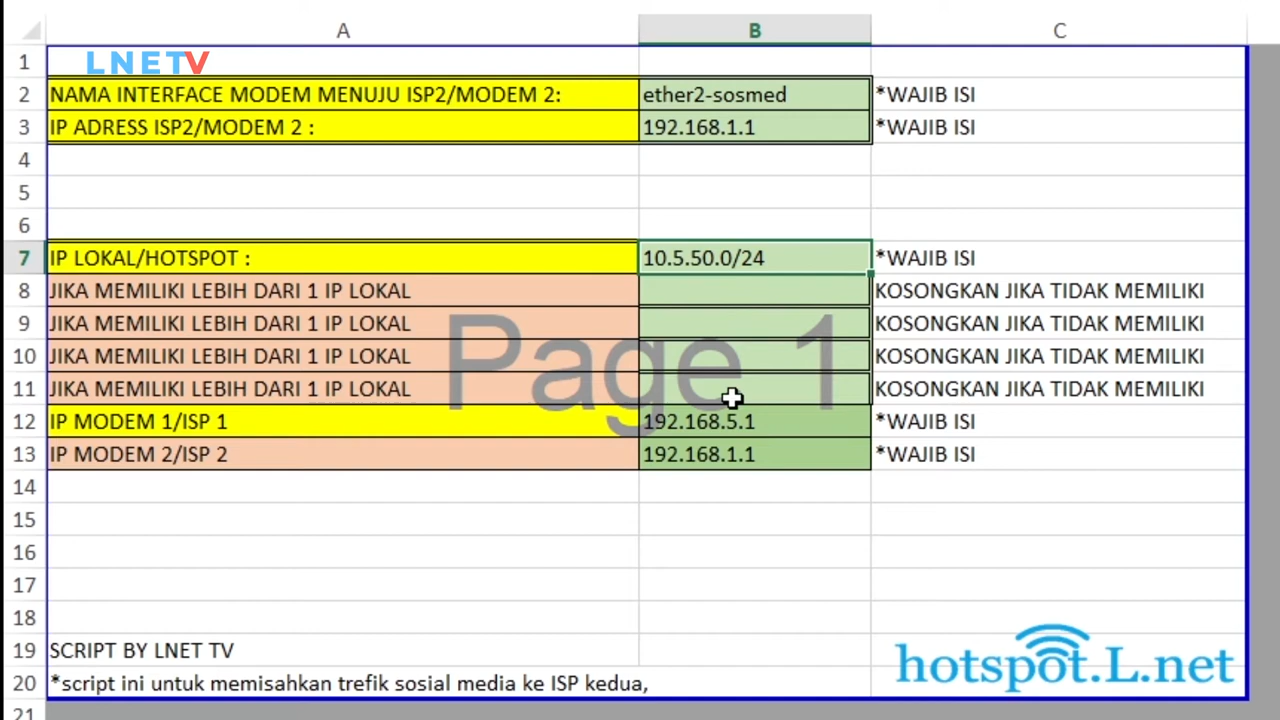 A B C
1 LNETV
2 NAMA INTERFACE MODEM MENUJU ISP2/MODEM 2: ether2-sosmed *WAJIB ISI
3 IP ADRESS ISP2/MODEM 2 : 192.168.1.1 *WAJIB ISI
4
5
6
7 IP LOKAL/HOTSPOT : 10.5.50.0/24 *WAJIB ISI
8 JIKA MEMILIKI LEBIH DARI 1 IP LOKAL KOSONGKAN JIKA TIDAK MEMILIKI
9 JIKA MEMILIKI LEBIH DARI 1 IP LOKAL KOSONGKAN JIKA TIDAK MEMILIKI
Page 1
10 JIKA MEMILIKI LEBIH DARI 1 IP LOKAL KOSONGKAN JIKA TIDAK MEMILIKI
11 JIKA MEMILIKI LEBIH DARI 1 IP LOKAL KOSONGKAN JIKA TIDAK MEMILIKI
12 IP MODEM 1/ISP 1 192.168.5.1 *WAJIB ISI
13 IP MODEM 2/ISP 2 192.168.1.1 *WAJIB ISI
14
15
16
17
18
19 SCRIPT BY LNET TV
hotspot.L.net
20 *script ini untuk memisahkan trefik sosial media ke ISP kedua,
21